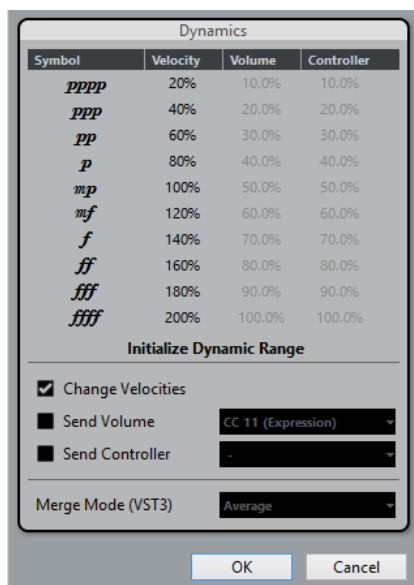 Dynamics
Symbol Velocity Volume Controller
pppp 20% 10.0% 10.0%
ppp 40% 20.0% 20.0%
pp 60% 30.0% 30.0%
p 80% 40.0% 40.0%
mp 100% 50.0% 50.0%
mf 120% 60.0% 60.0%
f 140% 70.0% 70.0%
ff 160% 80.0% 80.0%
fff 180% 90.0% 90.0%
ffff 200% 100.0% 100.0%
Initialize Dynamic Range
Change Velocities
Send Volume CC 11 (Expression)
Send Controller -
Merge Mode (VST3) Average
OK Cancel